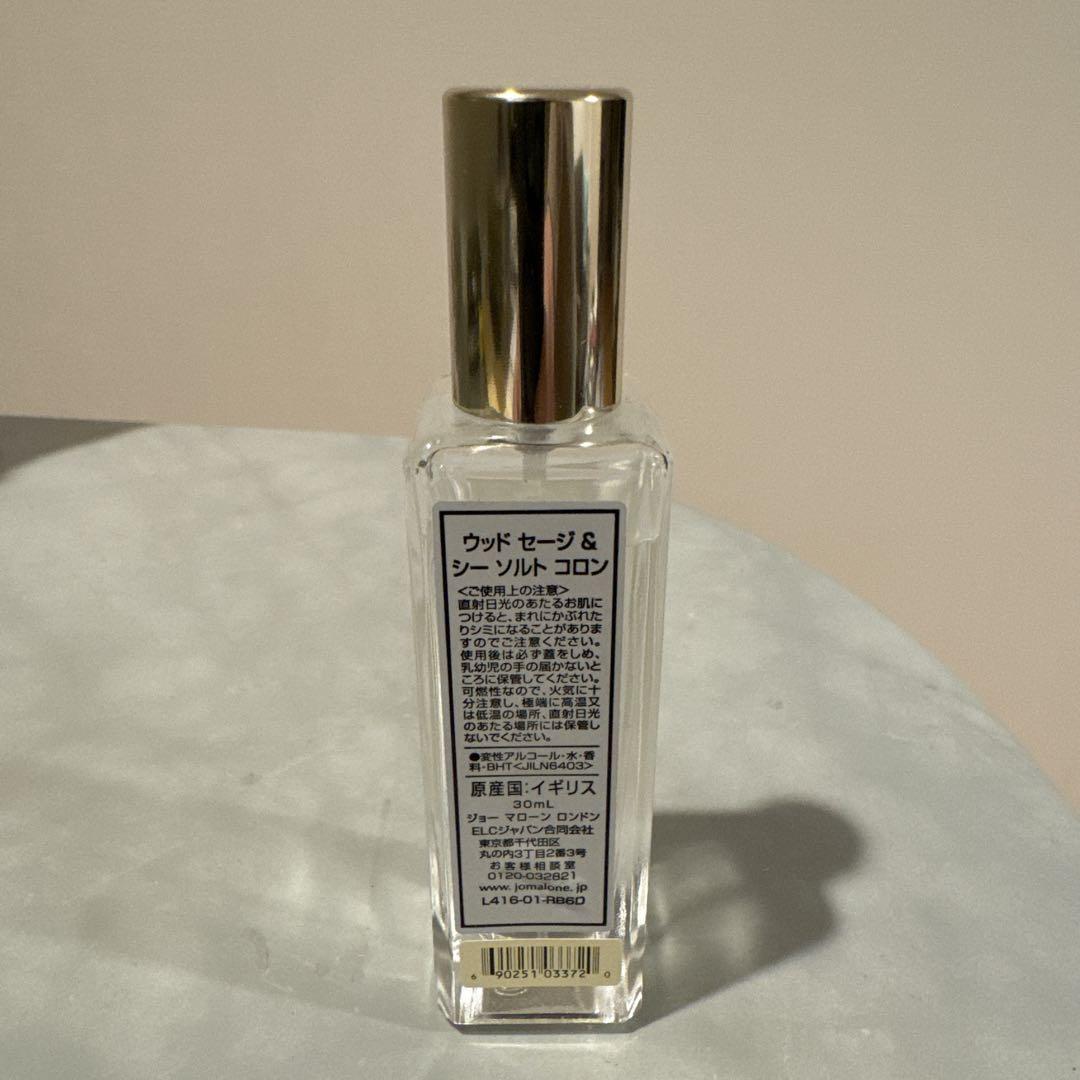 ウッド セージ &
シー ソルト コロン
<ご使用上の注意>
直射日光のあたるお肌に
つけると、まれにかぶれた
りシミになることがありま
すのでご注意ください。
使用後は必ず蓋をしめ、
乳幼児の手の届かないと
ころに保管してください。
可燃性なので、火気に十
分注意し、極端に高温又
は低温の場所、直射日光
のあたる場所には保管し
ないでください。
●変性アルコール・水・香
料・BHT<JILN6403>
原産国:イギリス
30mL
ジョー マローン ロンドン
ELCジャパン合同会社
東京都千代田区
丸の内3丁目2番3号
お客様相談室
0120-032821
www.jomalone.jp
L416-01-RB6D
6 90251 03372 0